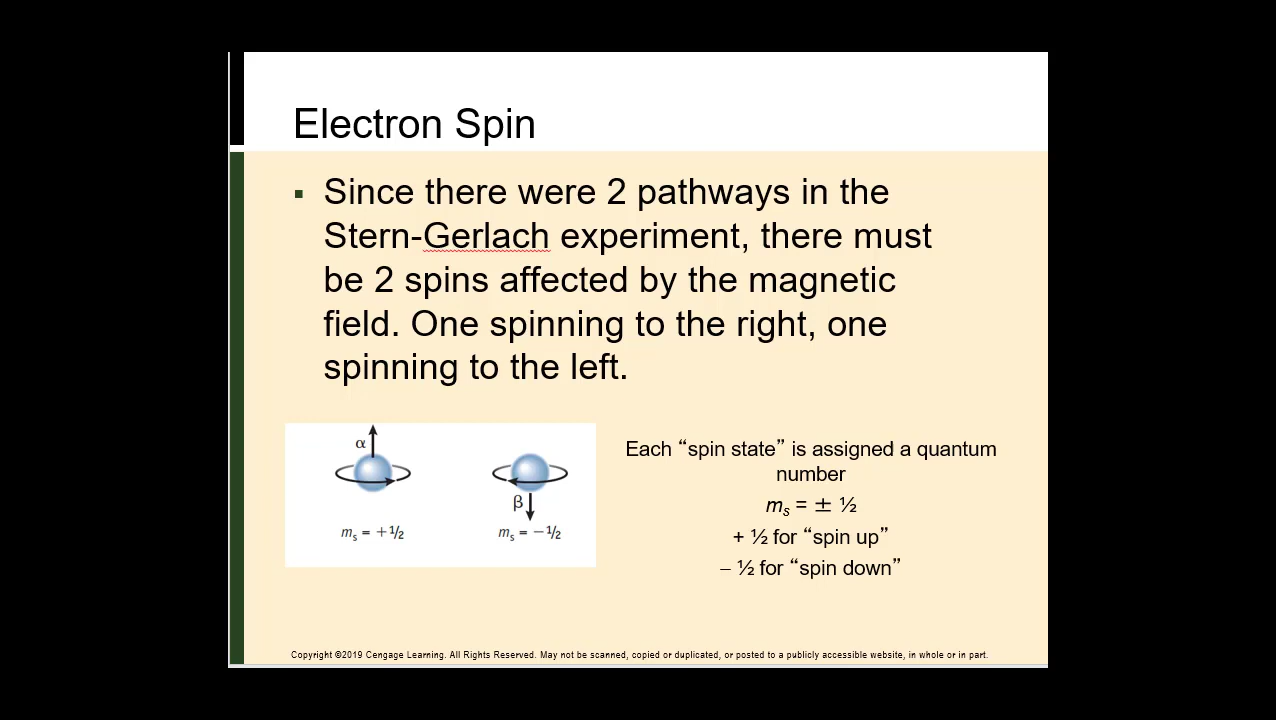 Electron Spin
▪ Since there were 2 pathways in the
Stern-Gerlach experiment, there must
be 2 spins affected by the magnetic
field. One spinning to the right, one
spinning to the left.
α
β
mₛ = +1/2
mₛ = −1/2
Each “spin state” is assigned a quantum
number
mₛ = ± ½
+ ½ for “spin up”
– ½ for “spin down”
Copyright ©2019 Cengage Learning. All Rights Reserved. May not be scanned, copied or duplicated, or posted to a publicly accessible website, in whole or in part.